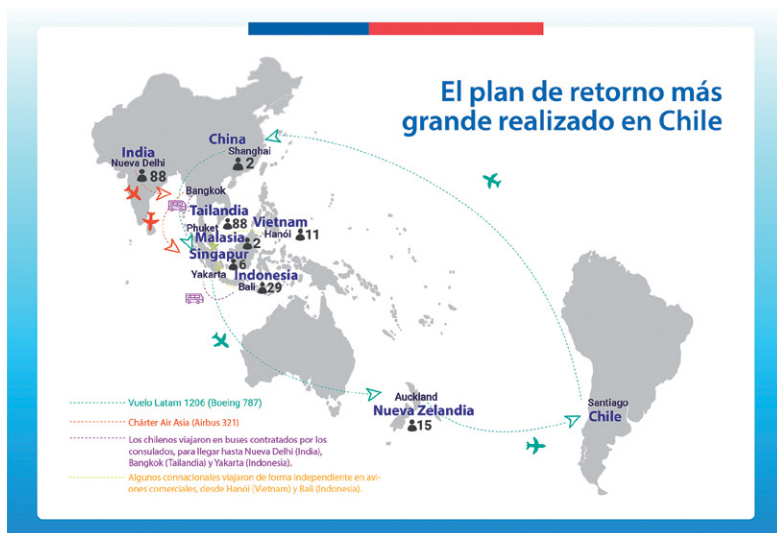 El plan de retorno más
grande realizado en Chile
China
Shanghai
2
India
Nueva Delhi
88
Bangkok
Tailandia
88
Phuket
Vietnam
Hanói
11
Malasia
2
Singapur
6
Yakarta
Indonesia
Bali
29
Auckland
Nueva Zelandia
15
Santiago
Chile
Vuelo Latam 1206 (Boeing 787)
Chárter Air Asia (Airbus 321)
Los chilenos viajaron en buses contratados por los
consulados, para llegar hasta Nueva Delhi (India),
Bangkok (Tailandia) y Yakarta (Indonesia).
Algunos connacionales viajaron de forma independente en avi-
ones comerciales, desde Hanói (Vietnam) y Bali (Indonesia).